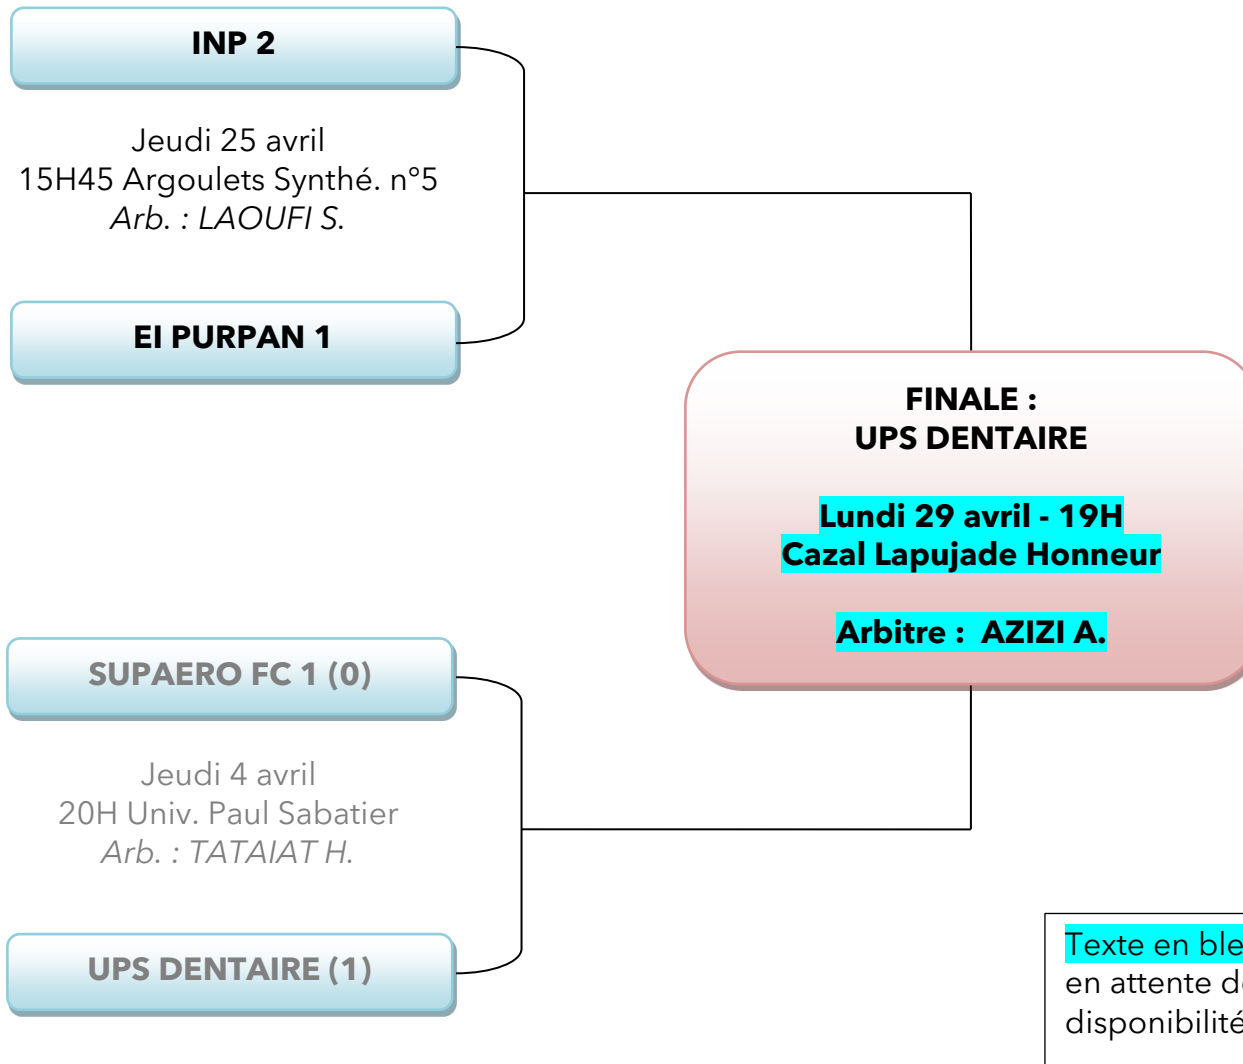 INP 2
Jeudi 25 avril
15H45 Argoulets Synthé. n°5
Arb. : LAOUFI S.
EI PURPAN 1
FINALE :
UPS DENTAIRE
Lundi 29 avril - 19H
Cazal Lapujade Honneur
Arbitre : AZIZI A.
SUPAERO FC 1 (0)
Jeudi 4 avril
20H Univ. Paul Sabatier
Arb. : TATAIAT H.
UPS DENTAIRE (1)
Texte en ble
en attente d
disponibilité